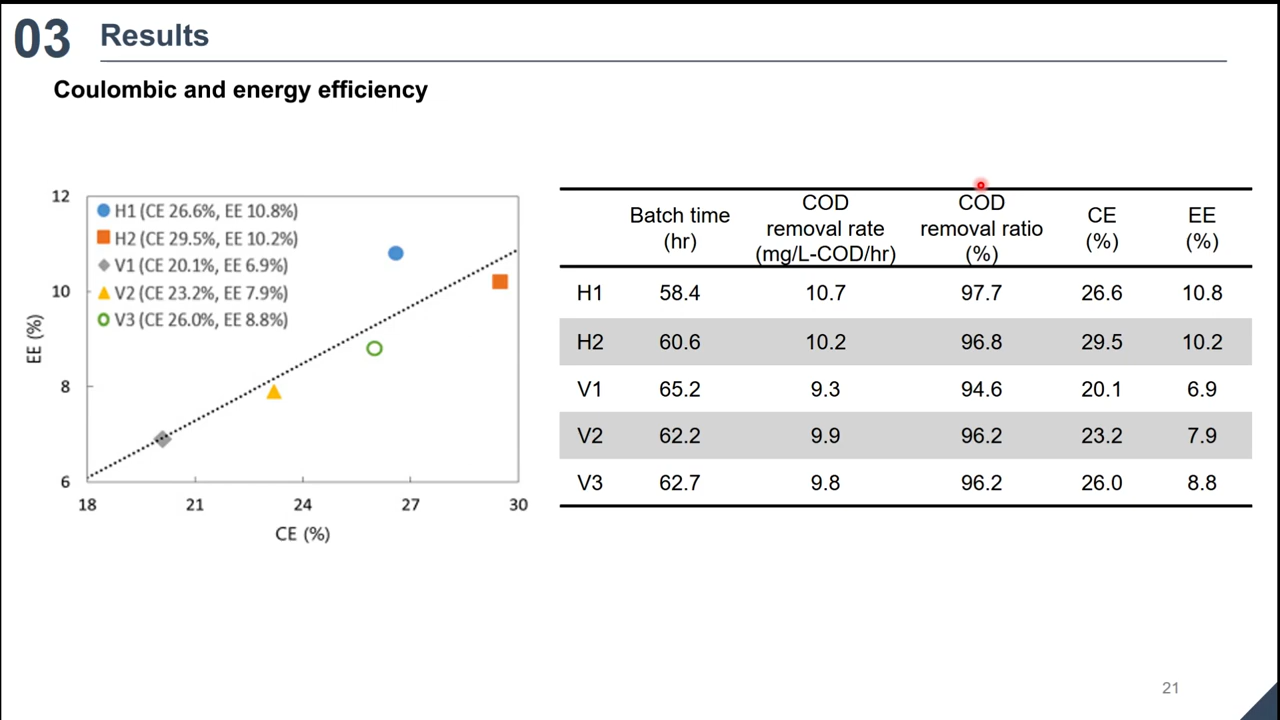 03 Results
Coulombic and energy efficiency
12
10
8
6
EE (%)
H1 (CE 26.6%, EE 10.8%)
H2 (CE 29.5%, EE 10.2%)
V1 (CE 20.1%, EE 6.9%)
V2 (CE 23.2%, EE 7.9%)
V3 (CE 26.0%, EE 8.8%)
18 21 24 27 30
CE (%)
Batch time (hr) COD removal rate (mg/L-COD/hr) COD removal ratio (%) CE (%) EE (%)
H1 58.4 10.7 97.7 26.6 10.8
H2 60.6 10.2 96.8 29.5 10.2
V1 65.2 9.3 94.6 20.1 6.9
V2 62.2 9.9 96.2 23.2 7.9
V3 62.7 9.8 96.2 26.0 8.8
21